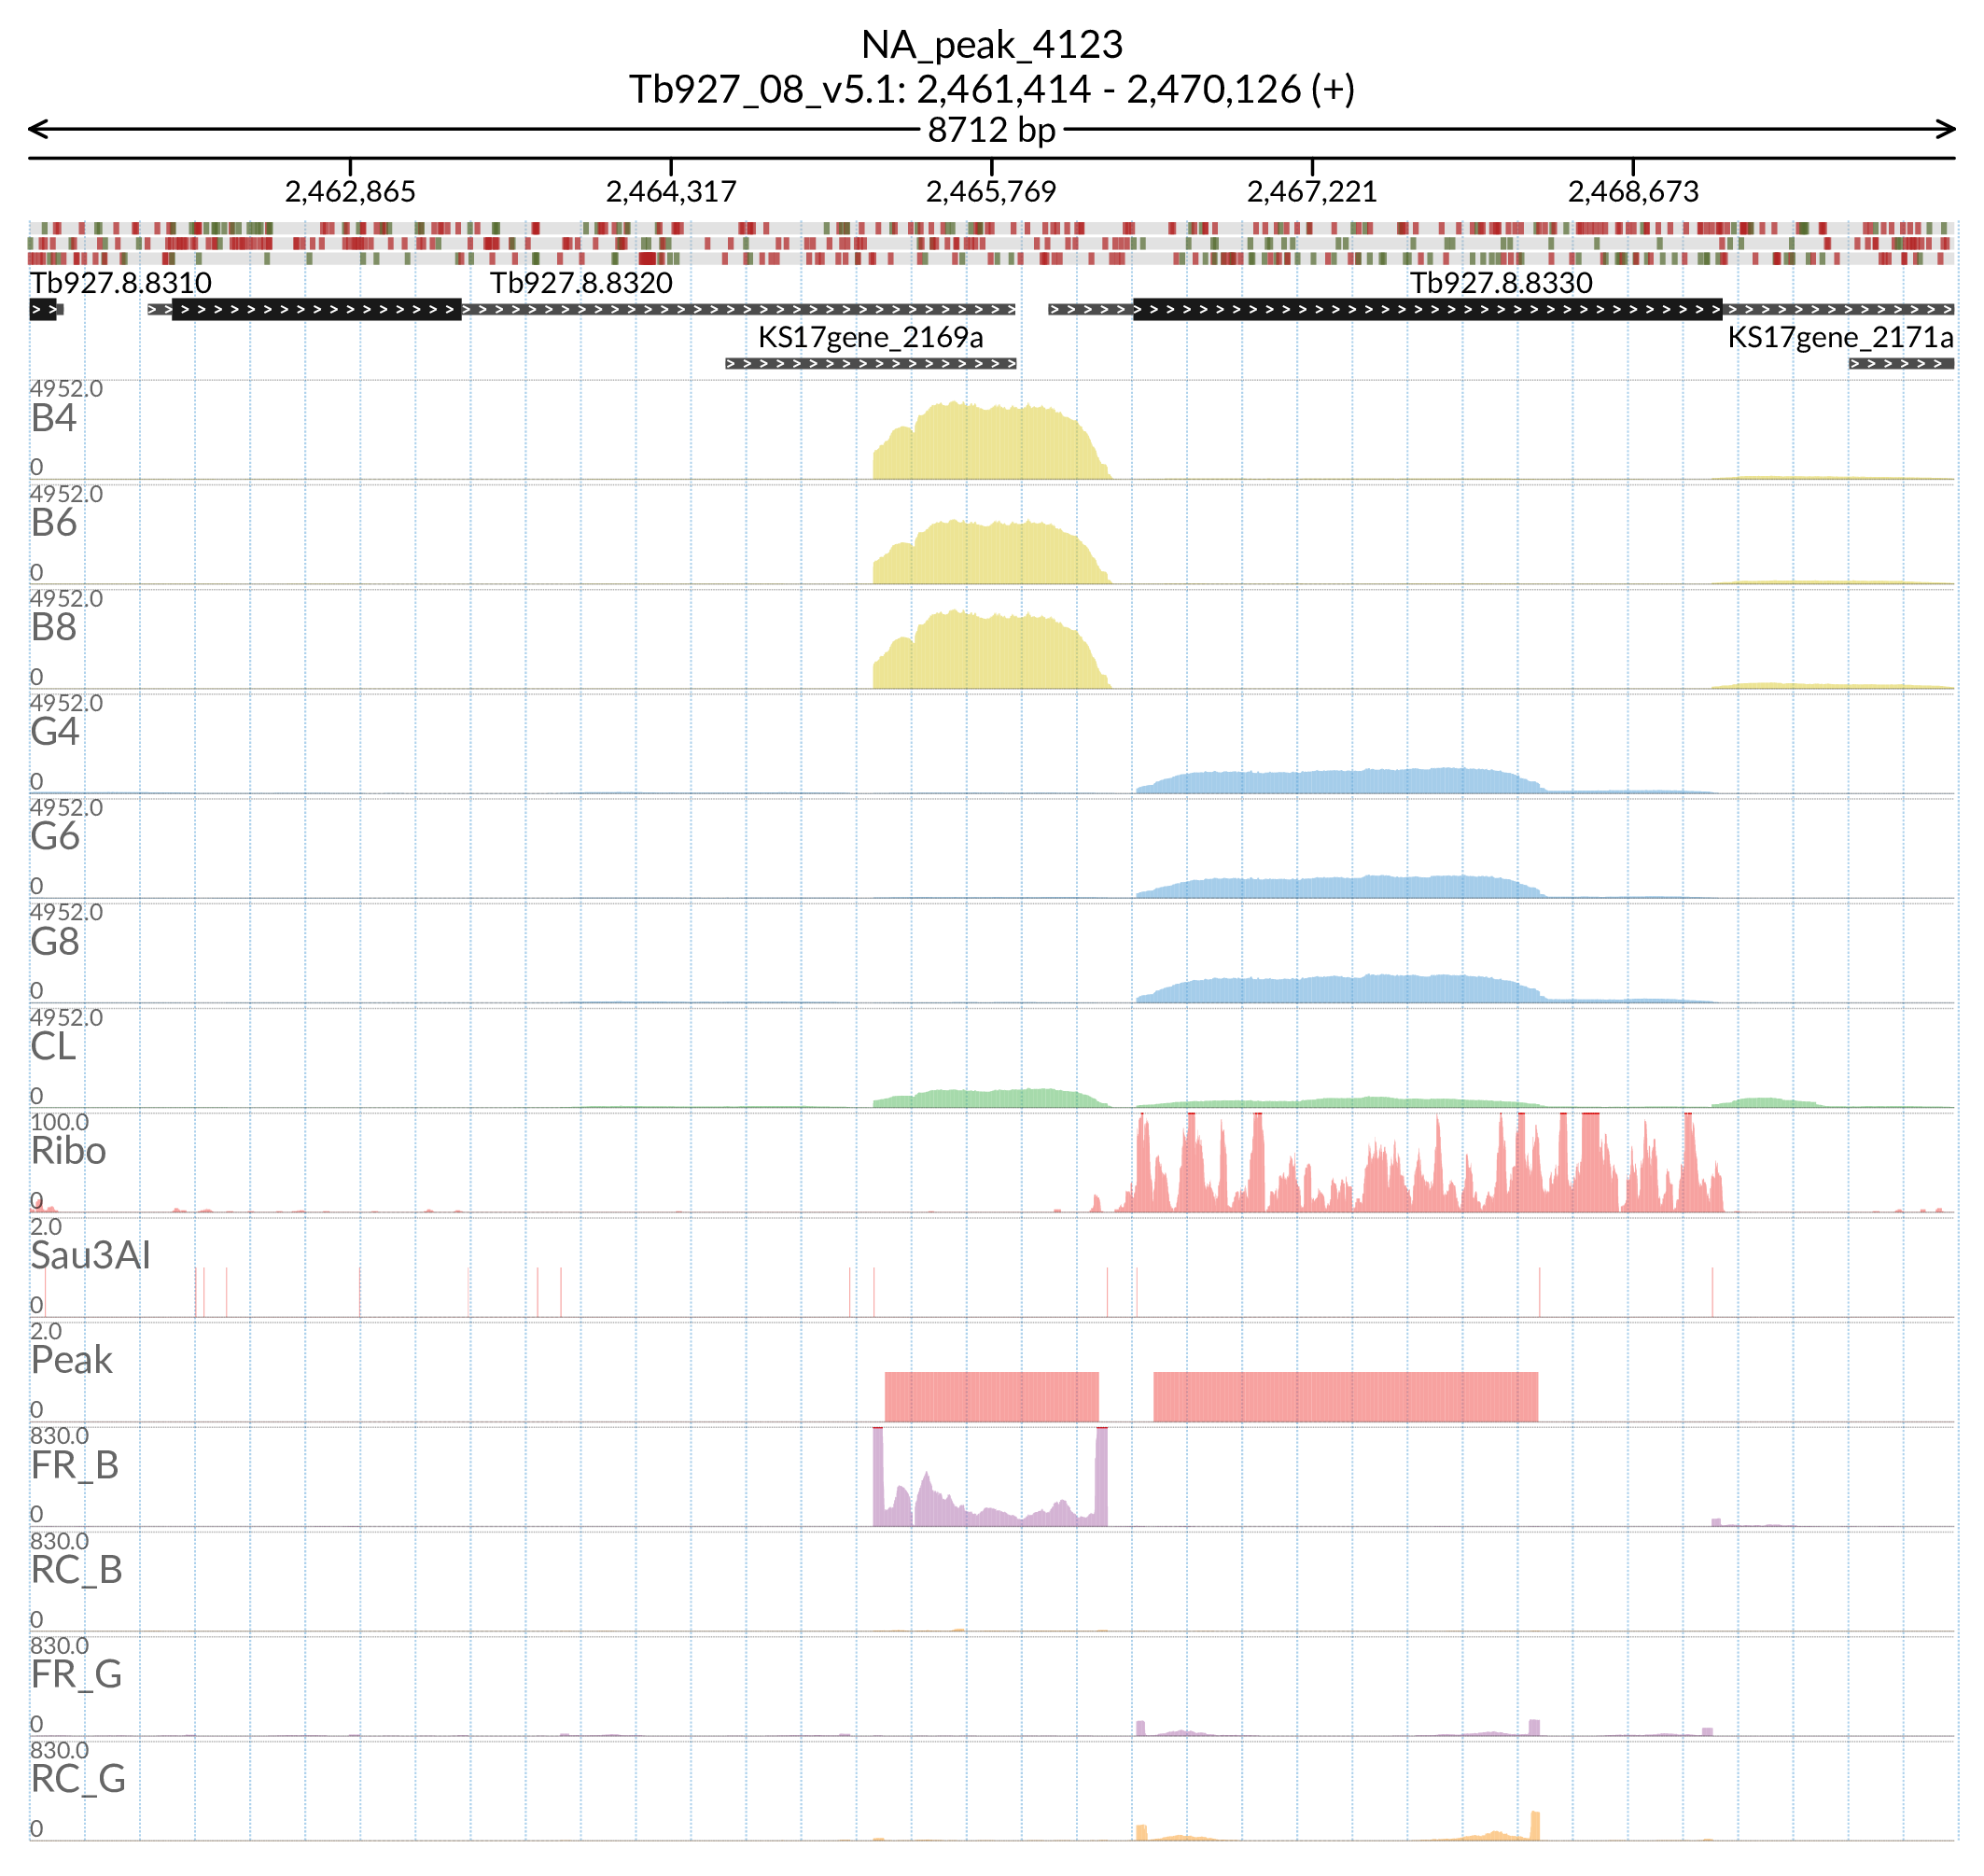 NA_peak_4123
Tb927_08_v5.1: 2,461,414 - 2,470,126 (+)
8712 bp
2,462,865 2,464,317 2,465,769 2,467,221 2,468,673
Tb927.8.8310 Tb927.8.8320 Tb927.8.8330
KS17gene_2169a KS17gene_2171a
4952.0
B4
0
4952.0
B6
0
4952.0
B8
0
4952.0
G4
0
4952.0
G6
0
4952.0
G8
0
4952.0
CL
0
100.0
Ribo
0
2.0
Sau3AI
0
2.0
Peak
0
830.0
FR_B
0
830.0
RC_B
0
830.0
FR_G
0
830.0
RC_G
0